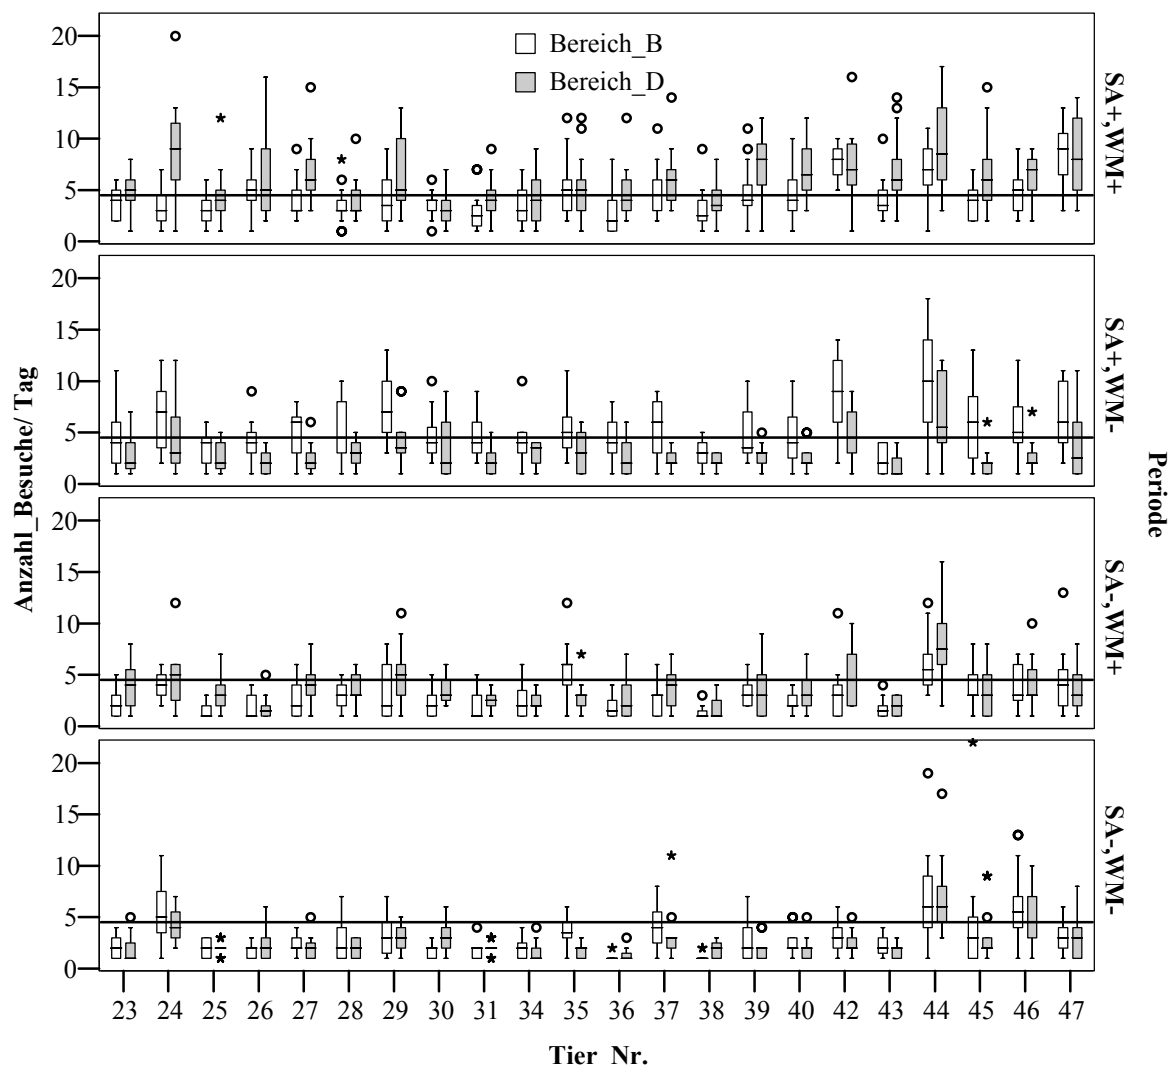 Bereich_B
Bereich_D
20
15
10
5
0
SA+,WM+
20
15
10
5
0
SA+,WM-
20
15
10
5
0
SA-,WM+
20
15
10
5
0
SA-,WM-
Anzahl_Besuche/ Tag
Periode
23 24 25 26 27 28 29 30 31 34 35 36 37 38 39 40 42 43 44 45 46 47
Tier Nr.